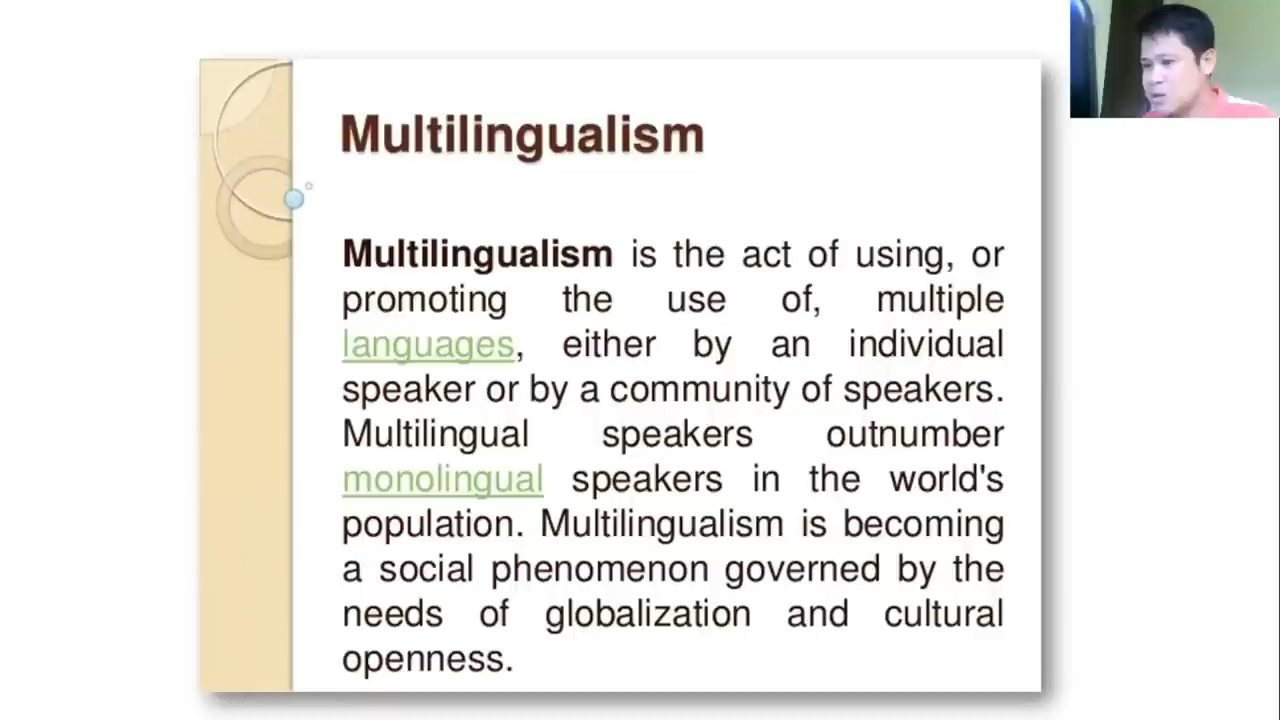 Multilingualism
Multilingualism is the act of using, or
promoting the use of, multiple
languages, either by an individual
speaker or by a community of speakers.
Multilingual speakers outnumber
monolingual speakers in the world's
population. Multilingualism is becoming
a social phenomenon governed by the
needs of globalization and cultural
openness.